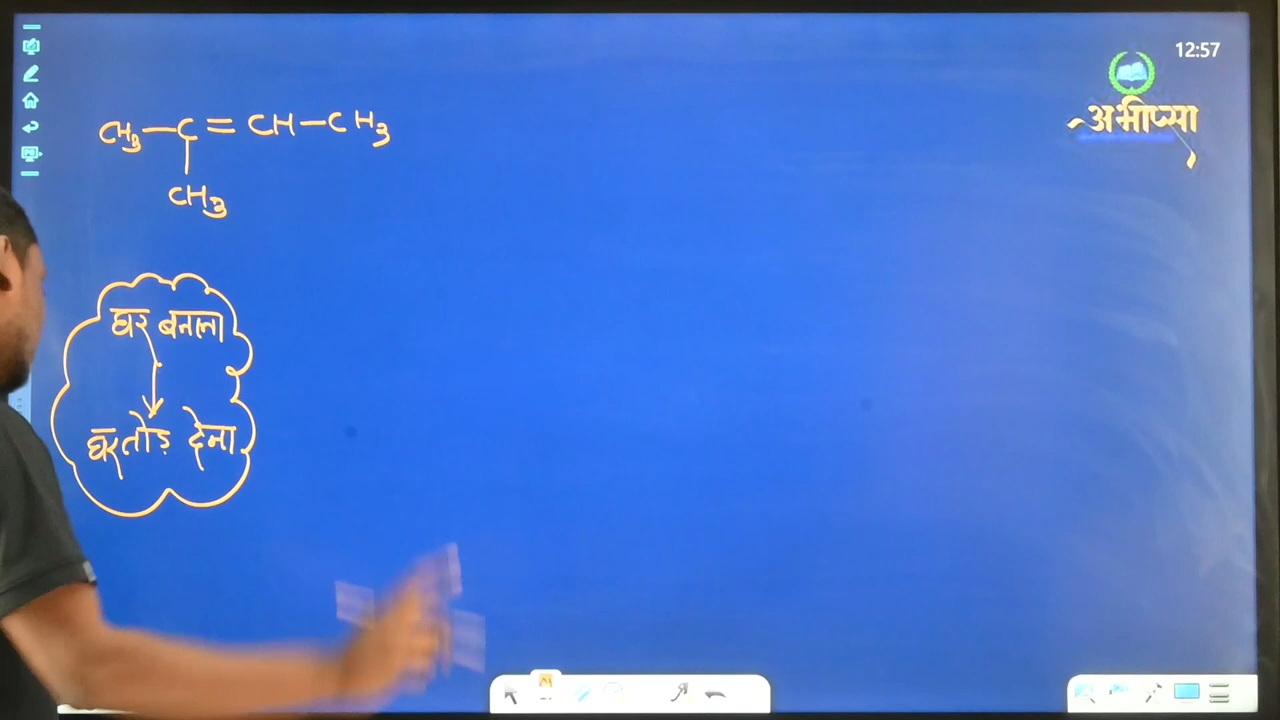 12:57
अभीप्सा
CH₃—C=CH—CH₃
CH₃
घर बनाना
घर तोड़ देना